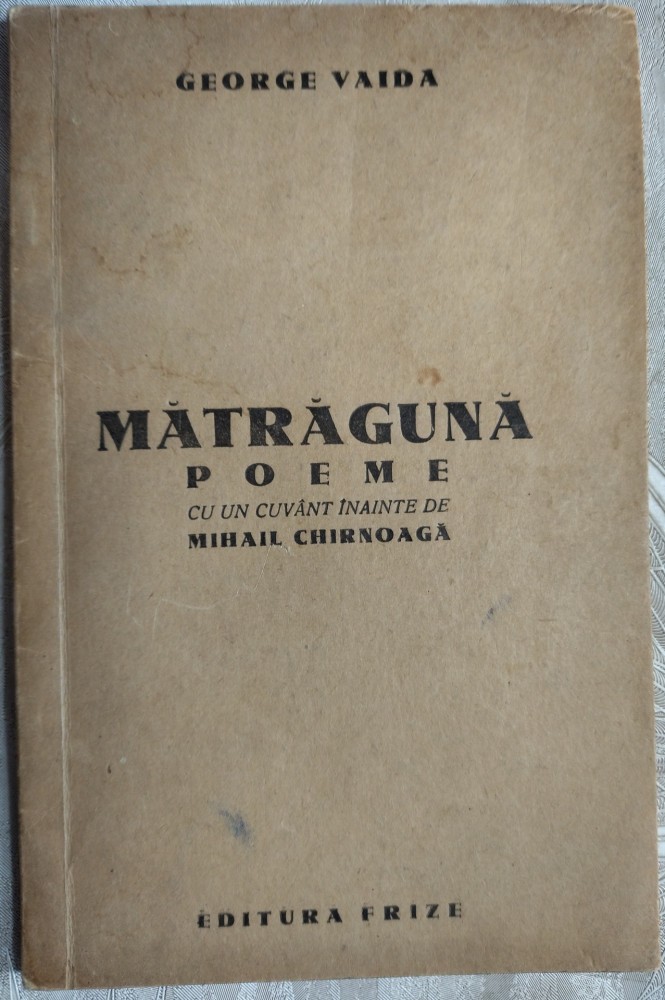 GEORGE VAIDA
MĂTRĂGUNĂ
POEME
CU UN CUVÂNT ÎNAINTE DE
MIHAIL CHIRNOAGĂ
EDITURA FRIZE